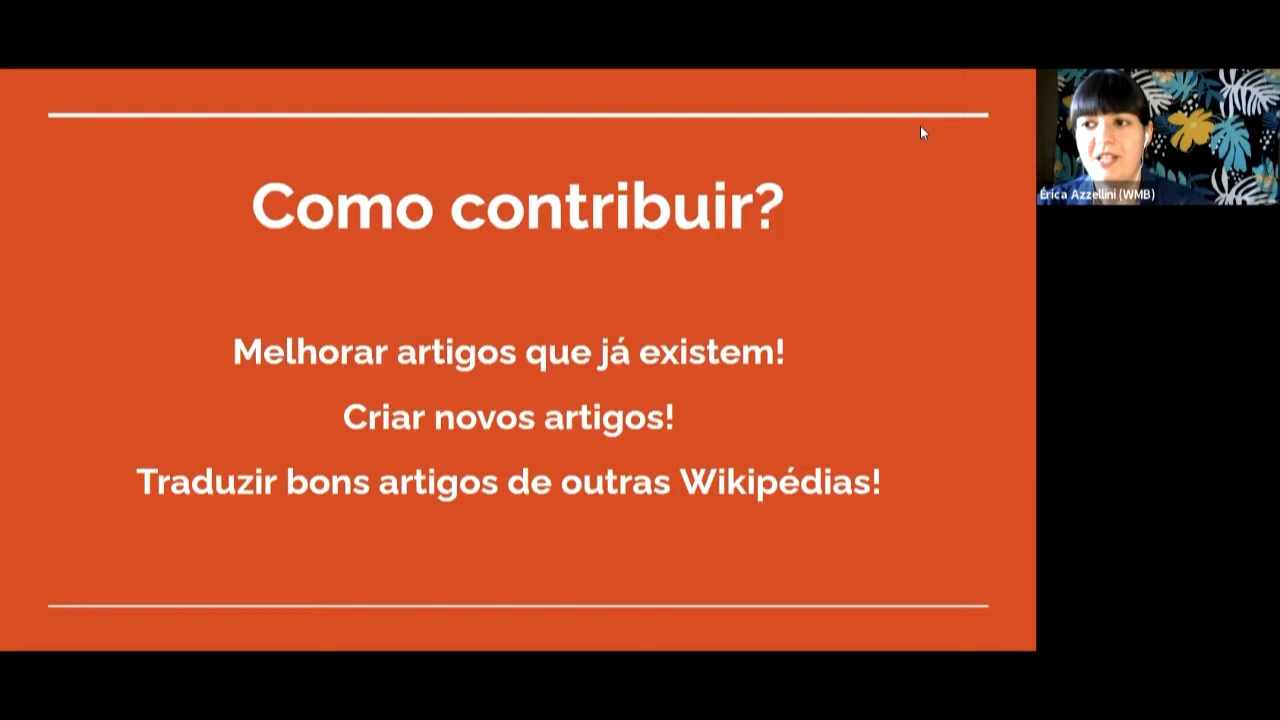 Como contribuir?
Melhorar artigos que já existem!
Criar novos artigos!
Traduzir bons artigos de outras Wikipédias!
Érica Azzellini (WMB)